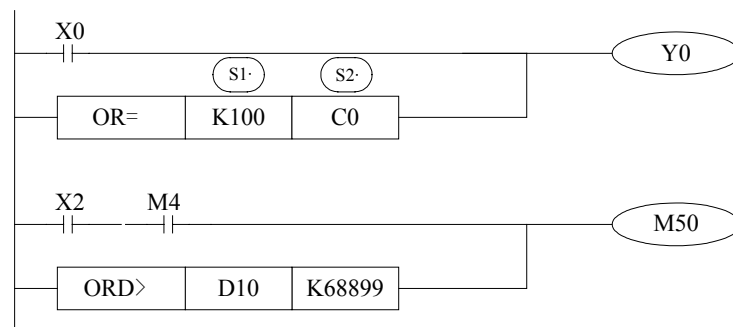 X0
Y0
S1· S2·
OR= K100 C0
X2 M4
M50
ORD> D10 K68899